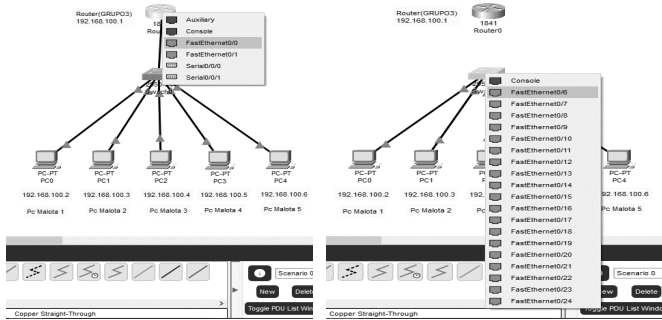 Router(GRUPO3)
192.168.100.1
Auxiliary
Console
FastEthernet0/0
FastEthernet0/1
Serial0/0/0
Serial0/0/1
PC-PT
PC0
PC-PT
PC1
PC-PT
PC2
PC-PT
PC3
PC-PT
PC4
192.168.100.2
192.168.100.3
192.168.100.4
192.168.100.5
192.168.100.6
Pc Malota 1
Pc Malota 2
Pc Malota 3
Pc Malota 4
Pc Malota 5
Scenario 0
New
Delete
Toggle PDU List Wind
Copper Straight-Through
Router(GRUPO3)
192.168.100.1
1841
Router0
Console
FastEthernet0/6
FastEthernet0/7
FastEthernet0/8
FastEthernet0/9
FastEthernet0/10
FastEthernet0/11
FastEthernet0/12
FastEthernet0/13
FastEthernet0/14
FastEthernet0/15
FastEthernet0/16
FastEthernet0/17
FastEthernet0/18
FastEthernet0/19
FastEthernet0/20
FastEthernet0/21
FastEthernet0/22
FastEthernet0/23
FastEthernet0/24
PC-PT
PC0
PC-PT
PC1
PC-PT
PC4
192.168.100.2
192.168.100.3
192.168.100.6
Pc Malota 1
Pc Malota 2
Pc Malota 5
Scenario 0
New
Delete
Toggle PDU List Windo
Copper Straight-Through